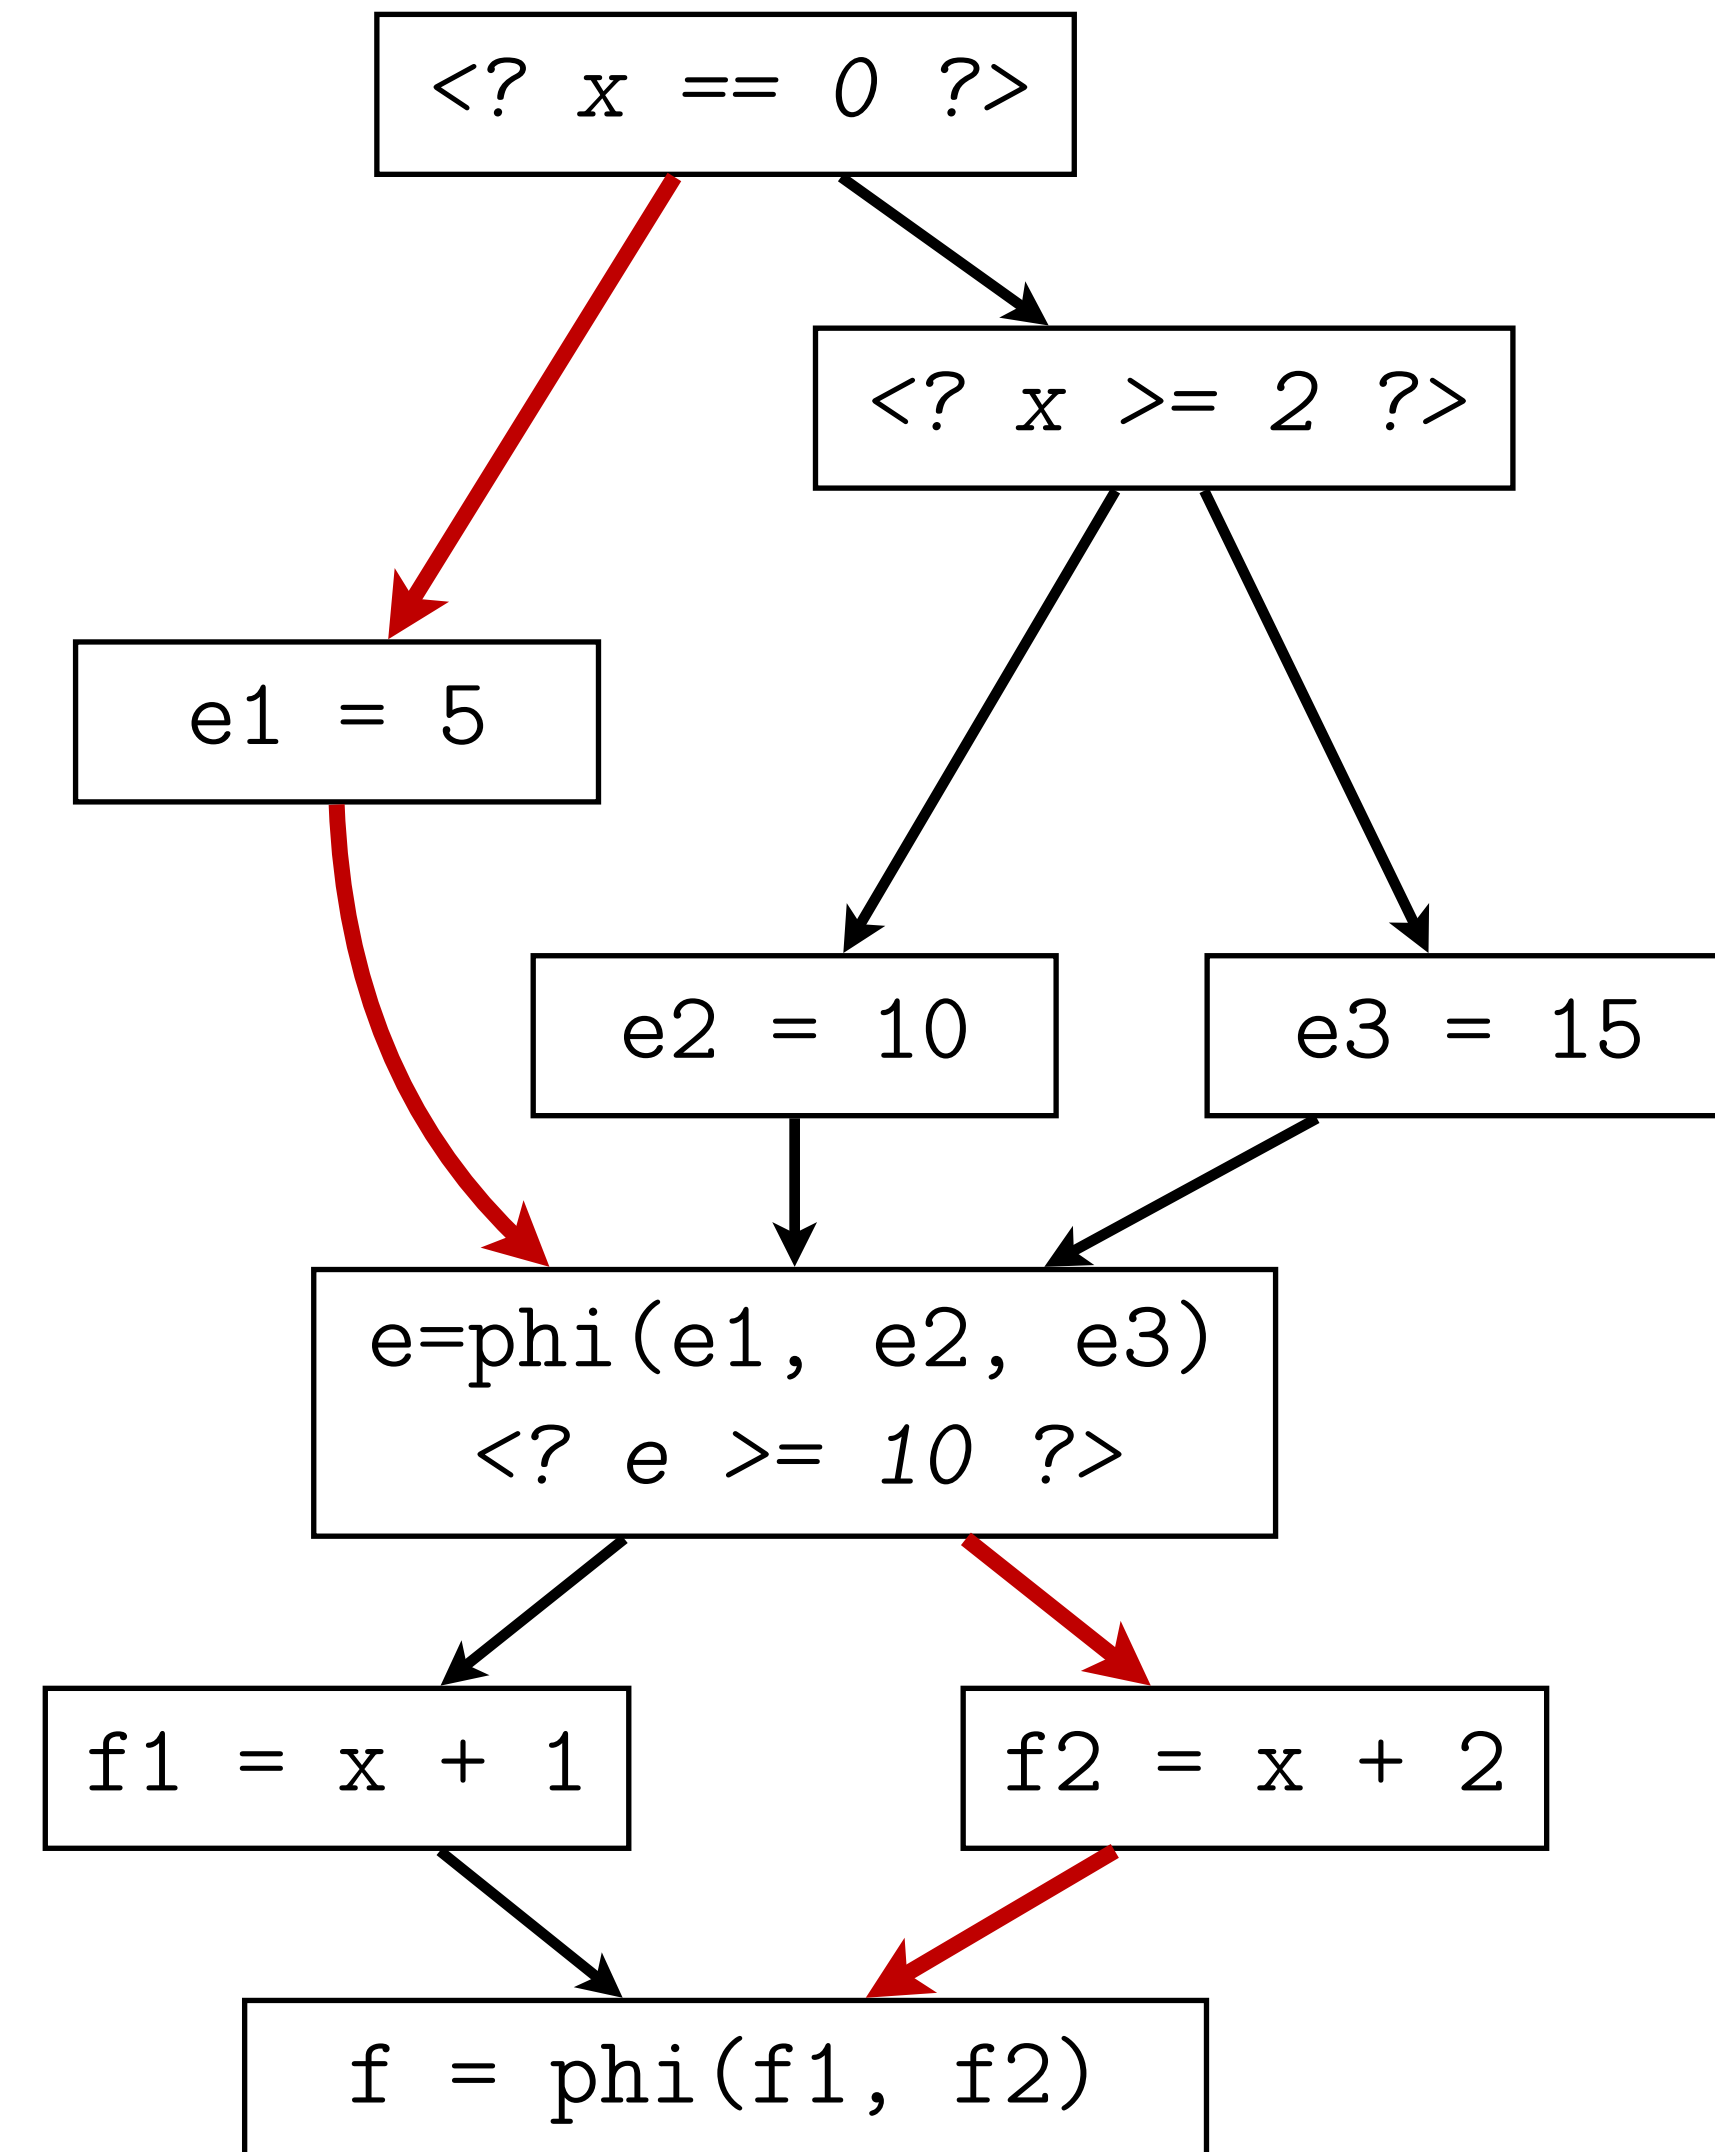 <? x == 0 ?>
<? x >= 2 ?>
e1 = 5
e2 = 10
e3 = 15
e=phi(e1, e2, e3)
<? e >= 10 ?>
f1 = x + 1
f2 = x + 2
f = phi(f1, f2)